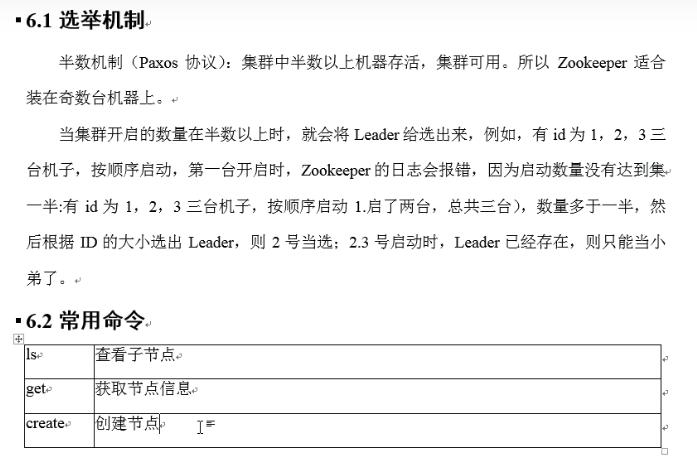 6.1 选举机制
半数机制（Paxos 协议）：集群中半数以上机器存活，集群可用。所以 Zookeeper 适合
装在奇数台机器上。
当集群开启的数量在半数以上时，就会将 Leader 给选出来，例如，有 id 为 1，2，3 三
台机子，按顺序启动，第一台开启时，Zookeeper 的日志会报错，因为启动数量没有达到集
一半:有 id 为 1，2，3 三台机子，按顺序启动 1.启了两台，总共三台），数量多于一半，然
后根据 ID 的大小选出 Leader，则 2 号当选；2.3 号启动时，Leader 已经存在，则只能当小
弟了。
6.2 常用命令
ls 查看子节点
get 获取节点信息
create 创建节点